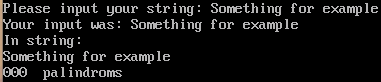 Please input your string: Something for example
Your input was: Something for example
In string:
Something for example
000  palindroms